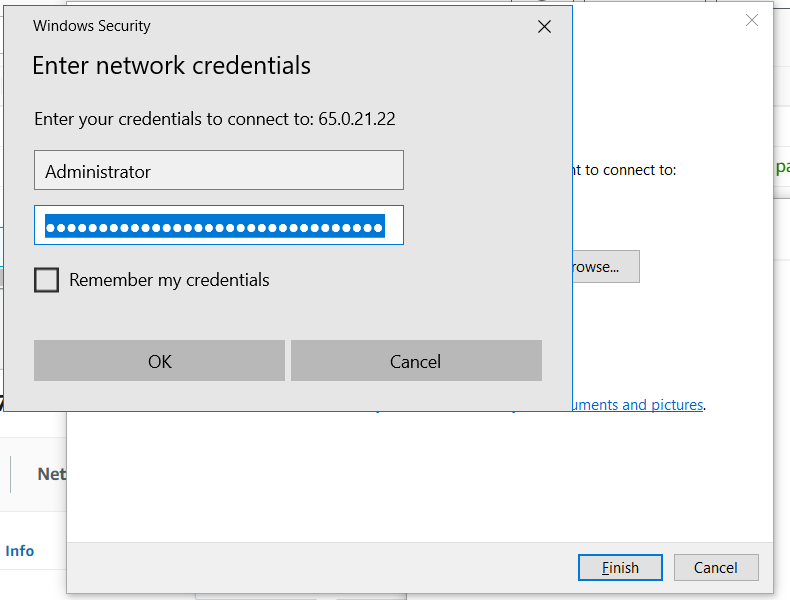 Windows Security
Enter network credentials
Enter your credentials to connect to: 65.0.21.22
Administrator
Remember my credentials
OK
Cancel
nt to connect to:
rowse...
uments and pictures.
pa
Net
Info
Finish
Cancel